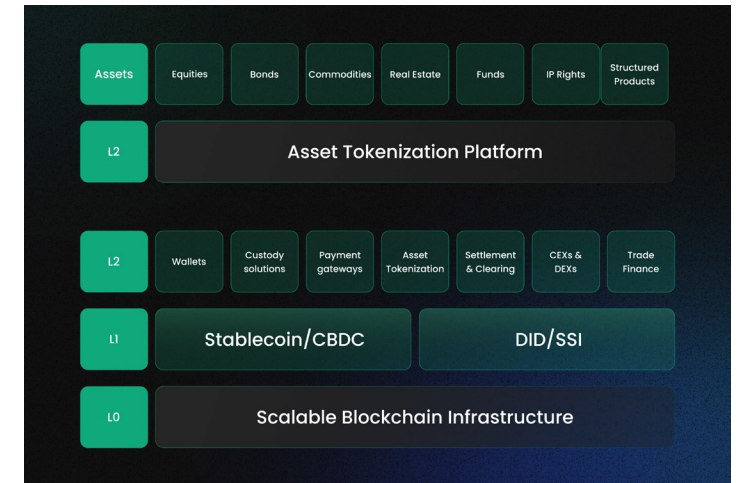 Assets
Equities
Bonds
Commodities
Real Estate
Funds
IP Rights
Structured
Products
L2
Asset Tokenization Platform
L2
Wallets
Custody
solutions
Payment
gateways
Asset
Tokenization
Settlement
& Clearing
CEXs &
DEXs
Trade
Finance
L1
Stablecoin/CBDC
DID/SSI
L0
Scalable Blockchain Infrastructure